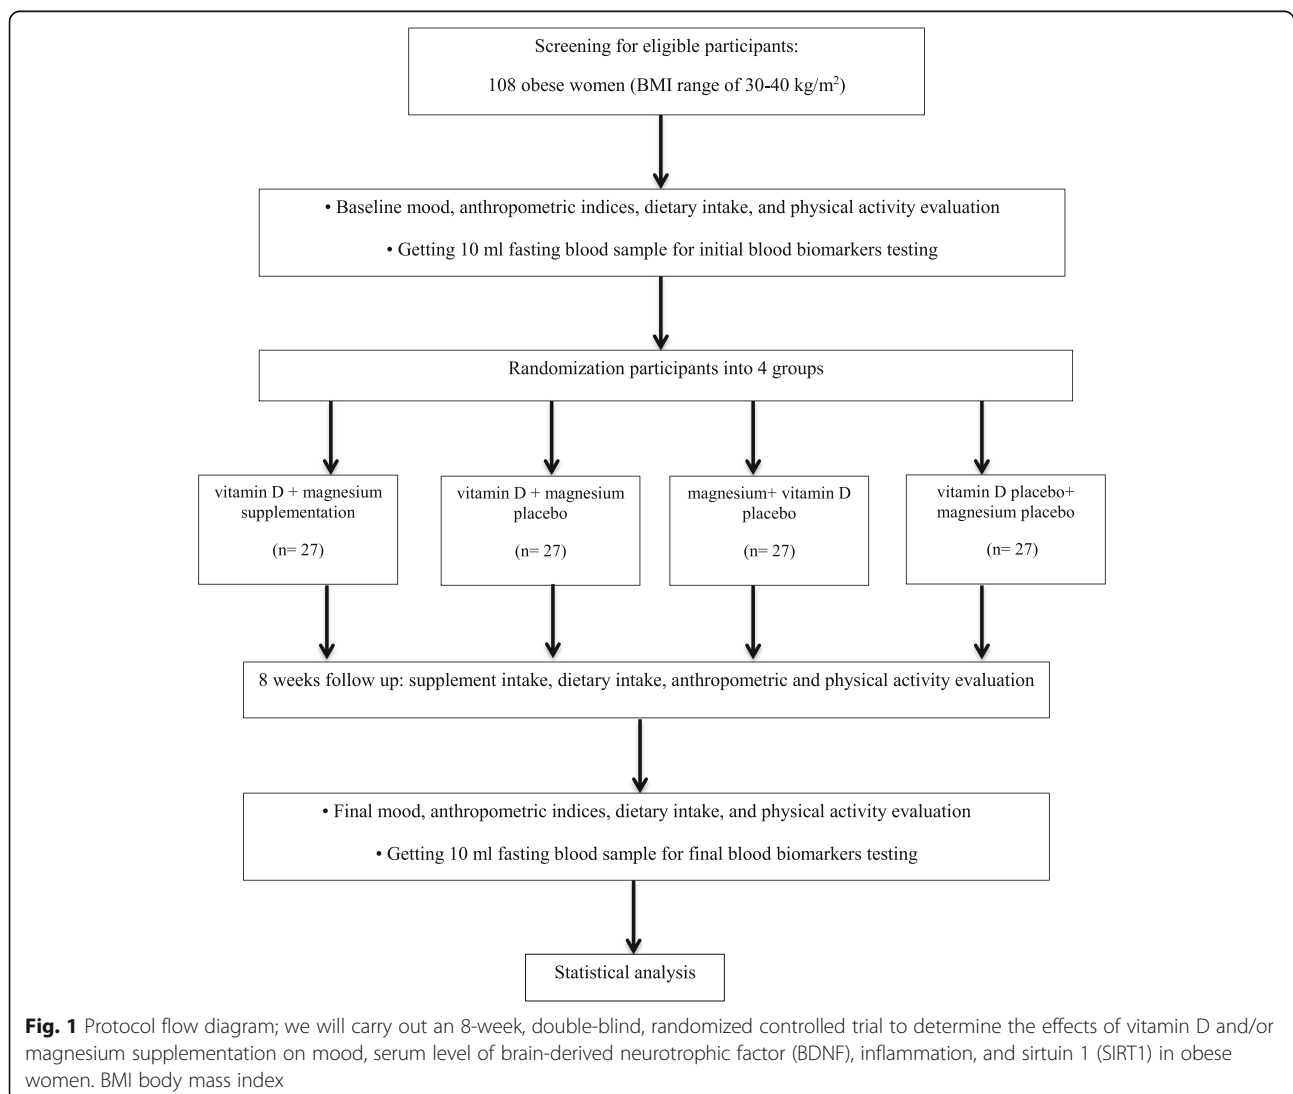 Screening for eligible participants:
108 obese women (BMI range of 30-40 kg/m²)
• Baseline mood, anthropometric indices, dietary intake, and physical activity evaluation
• Getting 10 ml fasting blood sample for initial blood biomarkers testing
Randomization participants into 4 groups
vitamin D + magnesium
supplementation
(n= 27)
vitamin D + magnesium
placebo
(n= 27)
magnesium+ vitamin D
placebo
(n= 27)
vitamin D placebo+
magnesium placebo
(n= 27)
8 weeks follow up: supplement intake, dietary intake, anthropometric and physical activity evaluation
• Final mood, anthropometric indices, dietary intake, and physical activity evaluation
• Getting 10 ml fasting blood sample for final blood biomarkers testing
Statistical analysis
Fig. 1 Protocol flow diagram; we will carry out an 8-week, double-blind, randomized controlled trial to determine the effects of vitamin D and/or
magnesium supplementation on mood, serum level of brain-derived neurotrophic factor (BDNF), inflammation, and sirtuin 1 (SIRT1) in obese
women. BMI body mass index